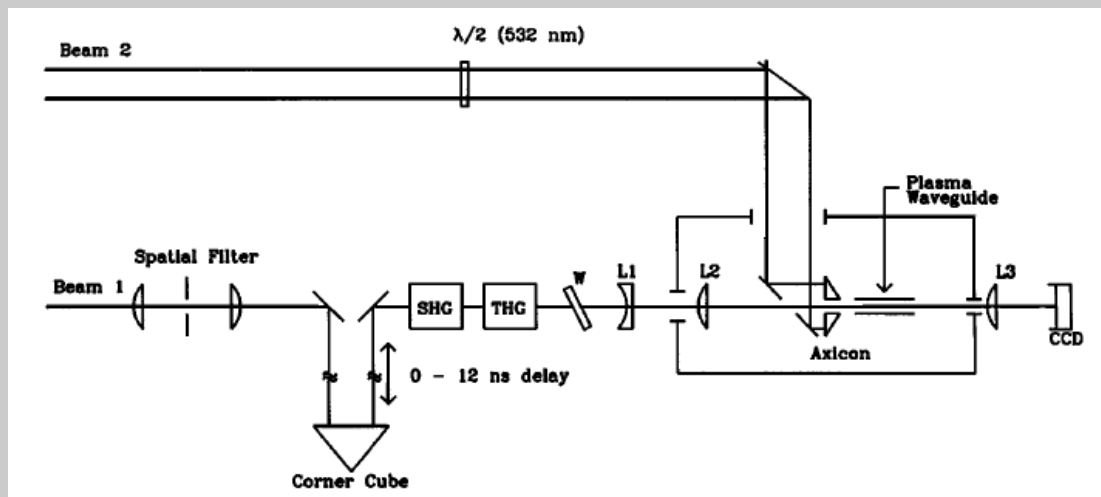 λ/2 (532 nm)
Beam 2
Plasma
Waveguide
Spatial Filter
Beam 1
SHG
THG
W
L1
L2
L3
Axicon
CCD
0 - 12 ns delay
Corner Cube